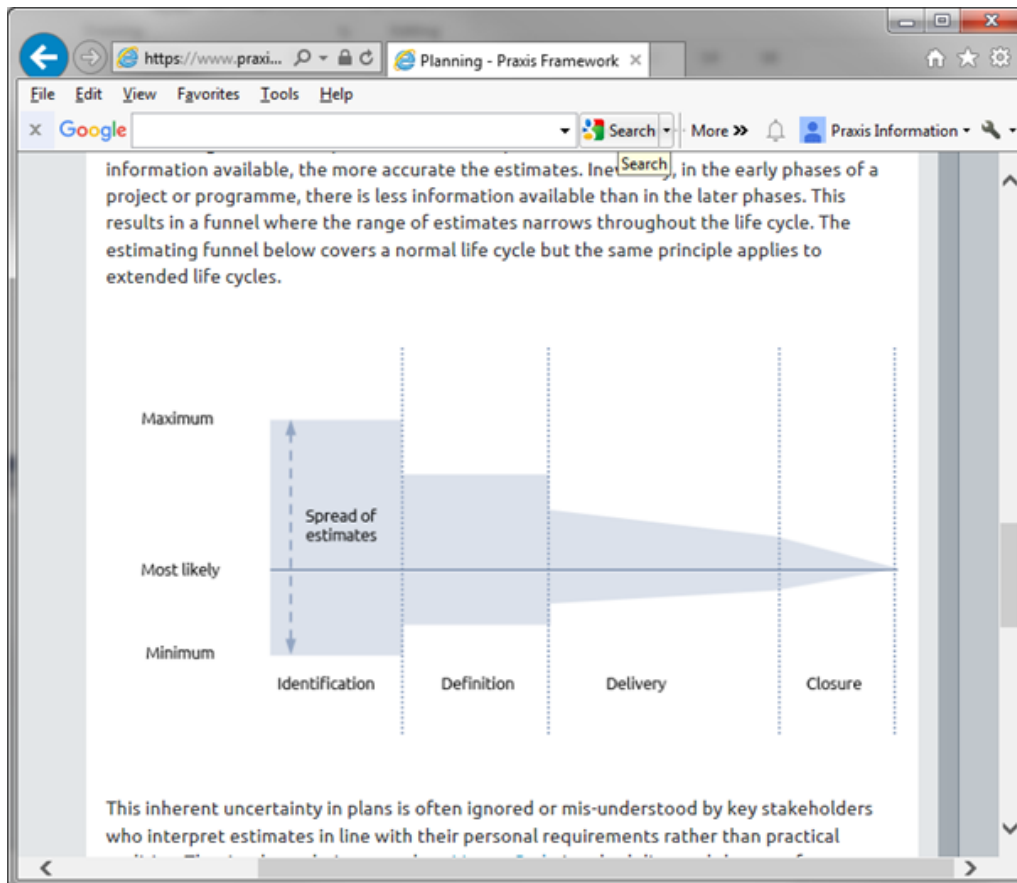 https://www.praxi...
Planning - Praxis Framework
File Edit View Favorites Tools Help
x Google Search More >> Praxis Information
Search
information available, the more accurate the estimates. , in the early phases of a
project or programme, there is less information available than in the later phases. This
results in a funnel where the range of estimates narrows throughout the life cycle. The
estimating funnel below covers a normal life cycle but the same principle applies to
extended life cycles.
Maximum
Spread of
estimates
Most likely
Minimum
Identification Definition Delivery Closure
This inherent uncertainty in plans is often ignored or mis-understood by key stakeholders
who interpret estimates in line with their personal requirements rather than practical